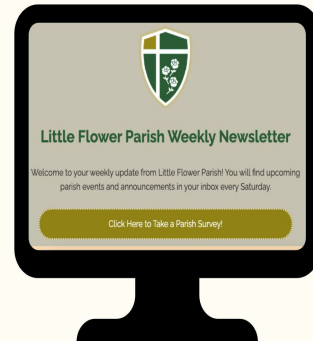 Little Flower Parish Weekly Newsletter
Welcome to your weekly update from Little Flower Parish! You will find upcoming
parish events and announcements in your inbox every Saturday.
Click Here to Take a Parish Survey!